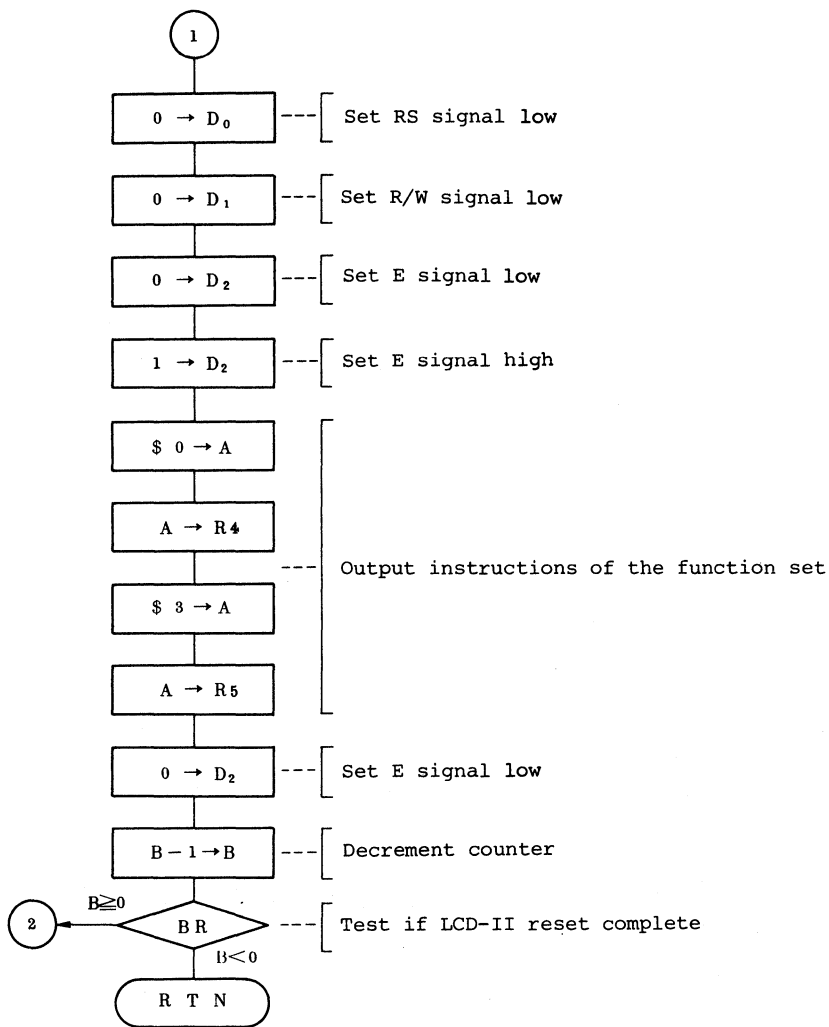 1
0 → D₀ Set RS signal low
0 → D₁ Set R/W signal low
0 → D₂ Set E signal low
1 → D₂ Set E signal high
$ 0 → A
A → R4
Output instructions of the function set
$ 3 → A
A → R5
0 → D₂ Set E signal low
B − 1 → B Decrement counter
B≧0
2 BR Test if LCD-II reset complete
B<0
R T N